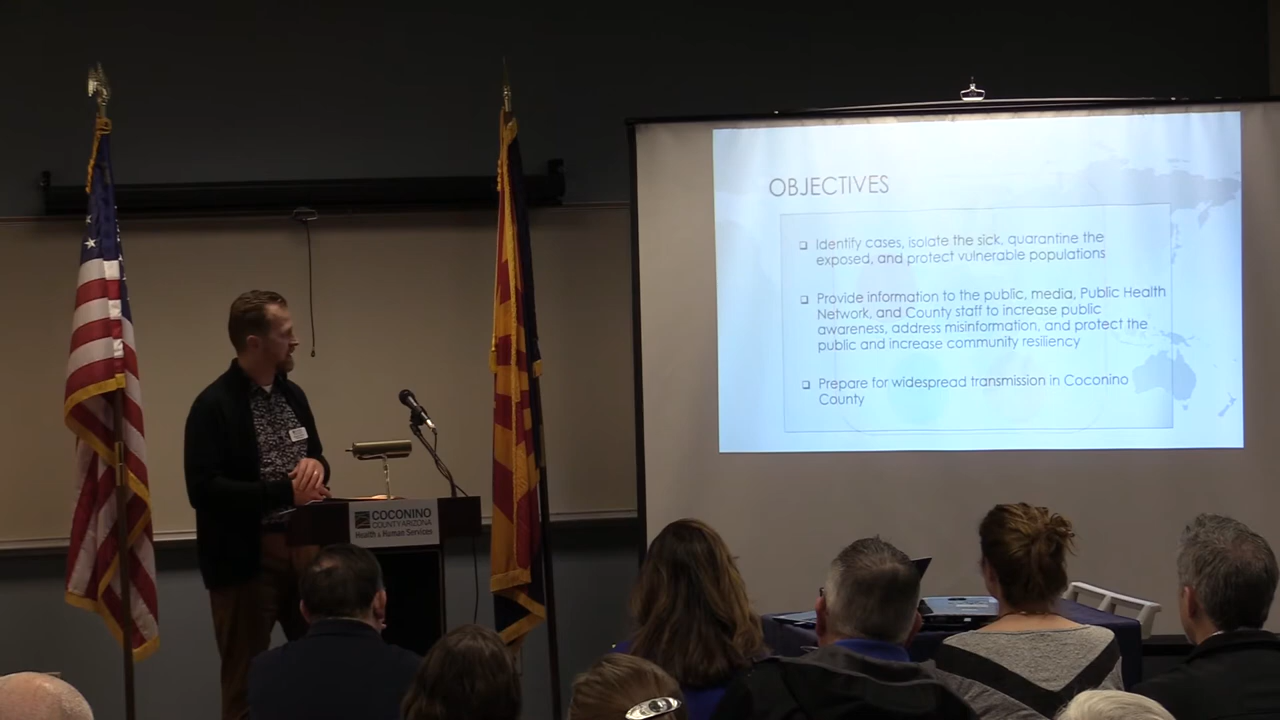 OBJECTIVES
Identify cases, isolate the sick, quarantine the
exposed, and protect vulnerable populations
Provide information to the public, media, Public Health
Network, and County staff to increase public
awareness, address misinformation, and protect the
public and increase community resiliency
Prepare for widespread transmission in Coconino
County
COCONINO
COUNTY ARIZONA
Health & Human Services